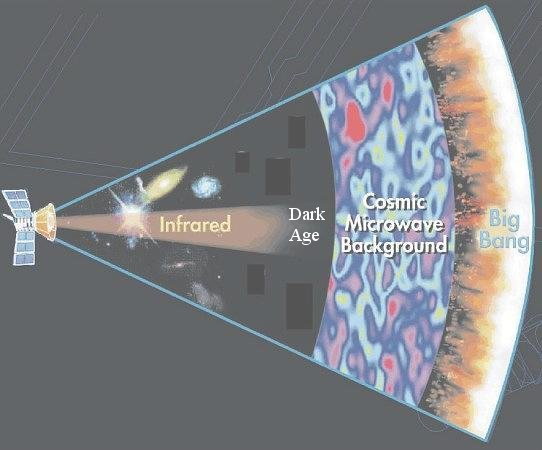 Infrared
Dark
Age
Cosmic
Microwave
Background
Big
Bang